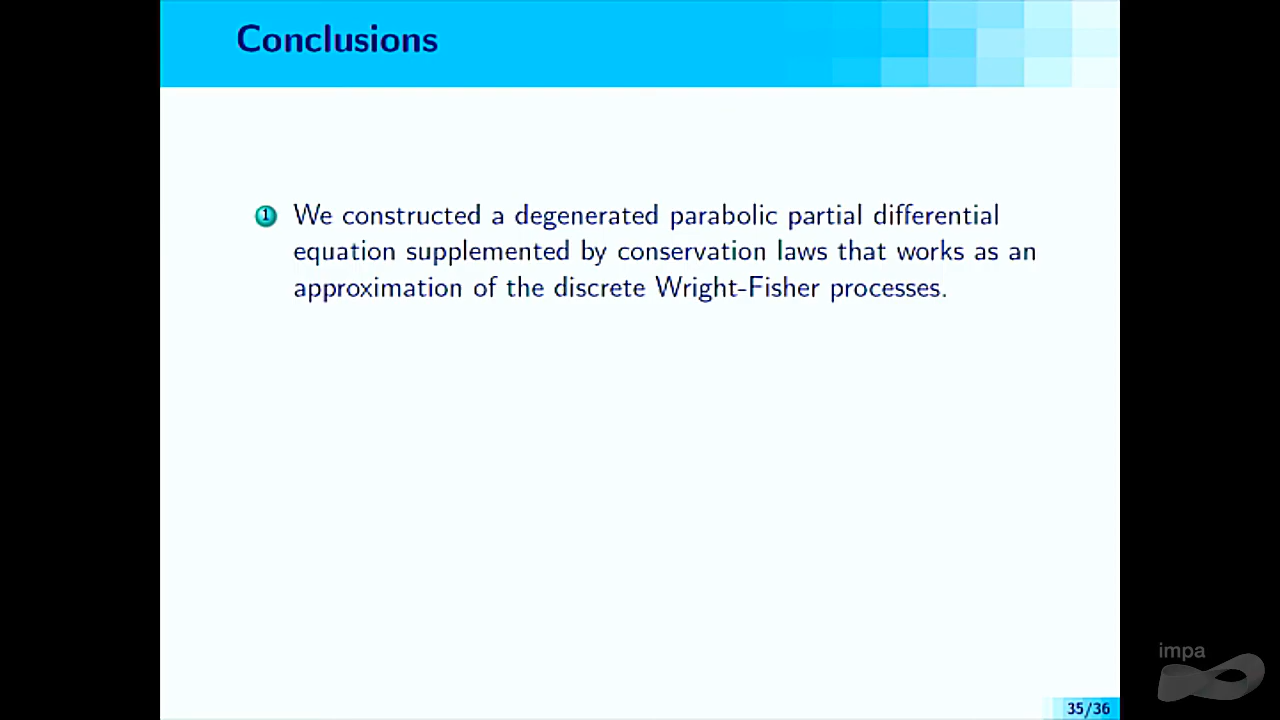 Conclusions
1 We constructed a degenerated parabolic partial differential
equation supplemented by conservation laws that works as an
approximation of the discrete Wright-Fisher processes.
impa
35/36